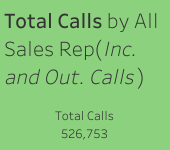 Total Calls by All
Sales Rep(Inc.
and Out. Calls)
Total Calls
526,753